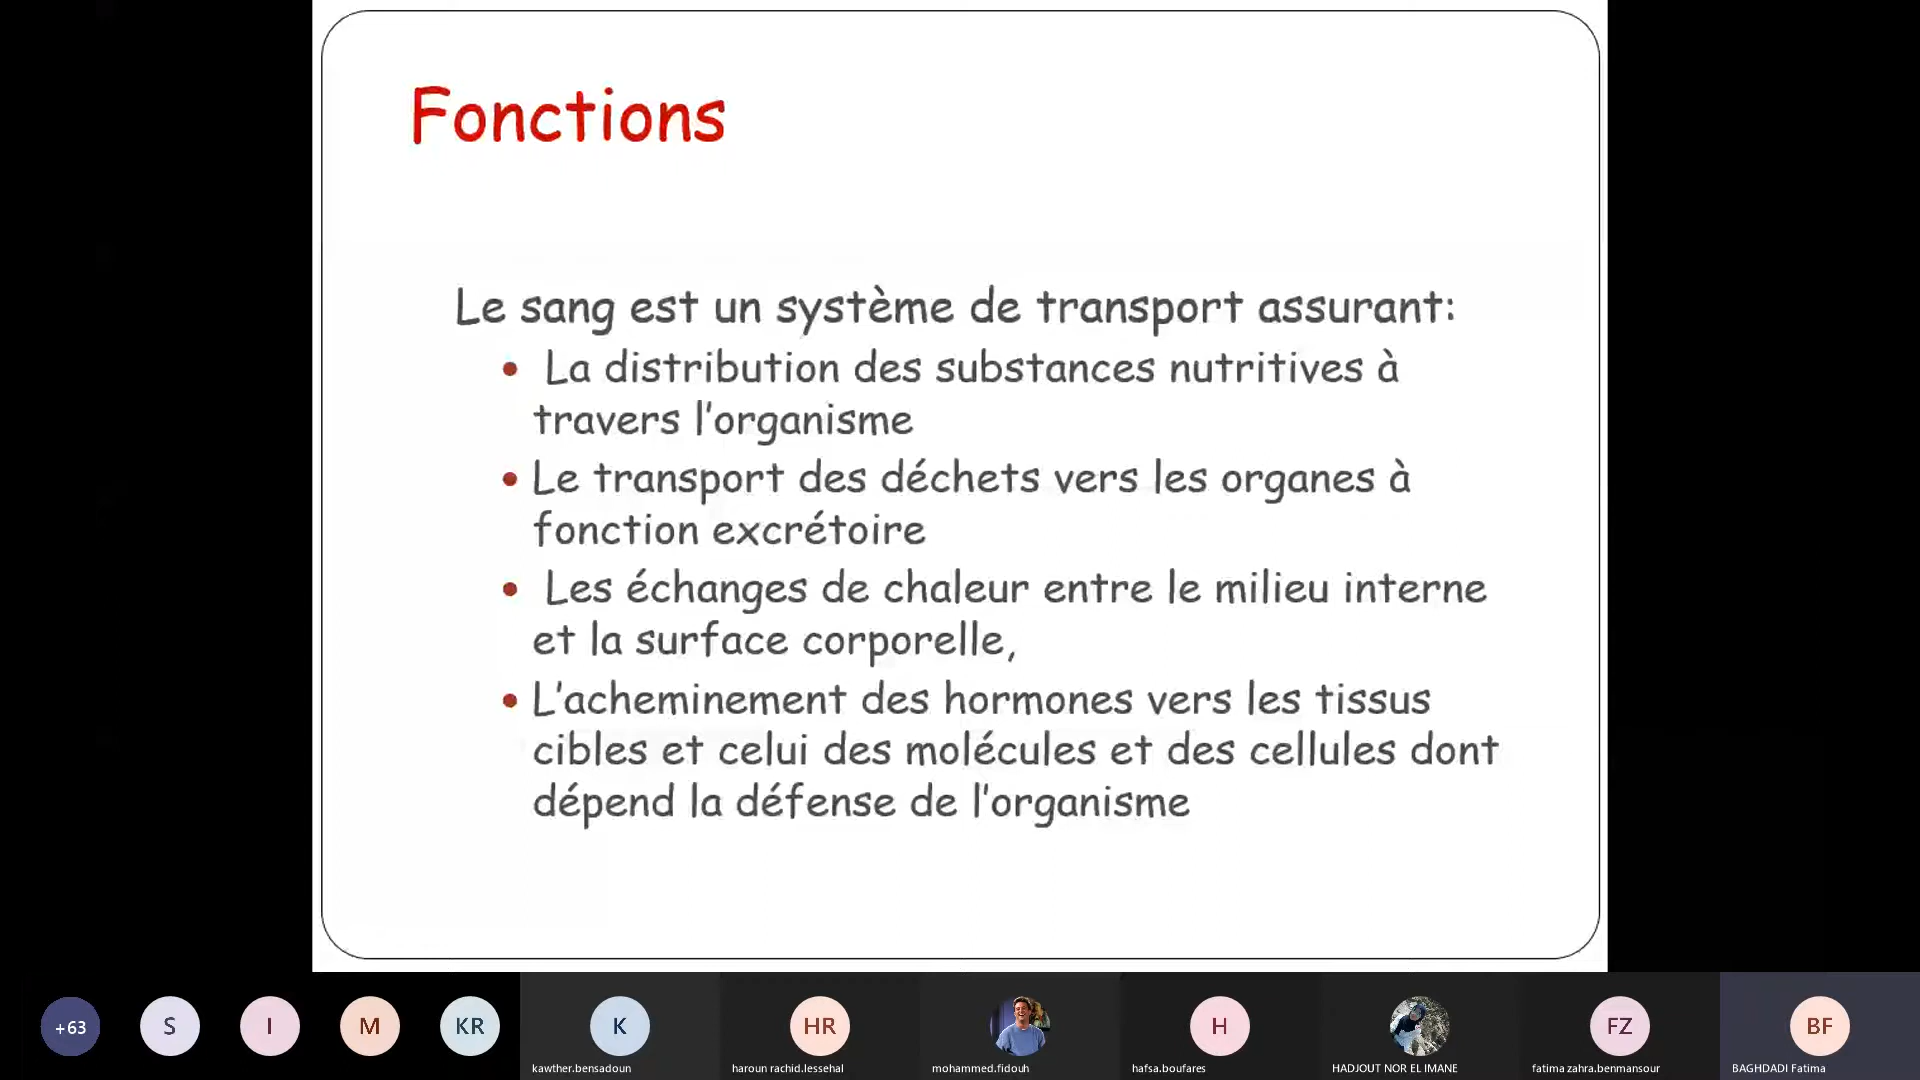 Fonctions
Le sang est un système de transport assurant:
• La distribution des substances nutritives à
travers l'organisme
• Le transport des déchets vers les organes à
fonction excrétoire
• Les échanges de chaleur entre le milieu interne
et la surface corporelle,
• L'acheminement des hormones vers les tissus
cibles et celui des molécules et des cellules dont
dépend la défense de l'organisme
+63 S I M KR K HR H FZ BF
kawther.bensadoun haroun rachid.lessehal mohammed.fidouh hafsa.boufares HADJOUT NOR EL IMANE fatima zahra.benmansour BAGHDADI Fatima